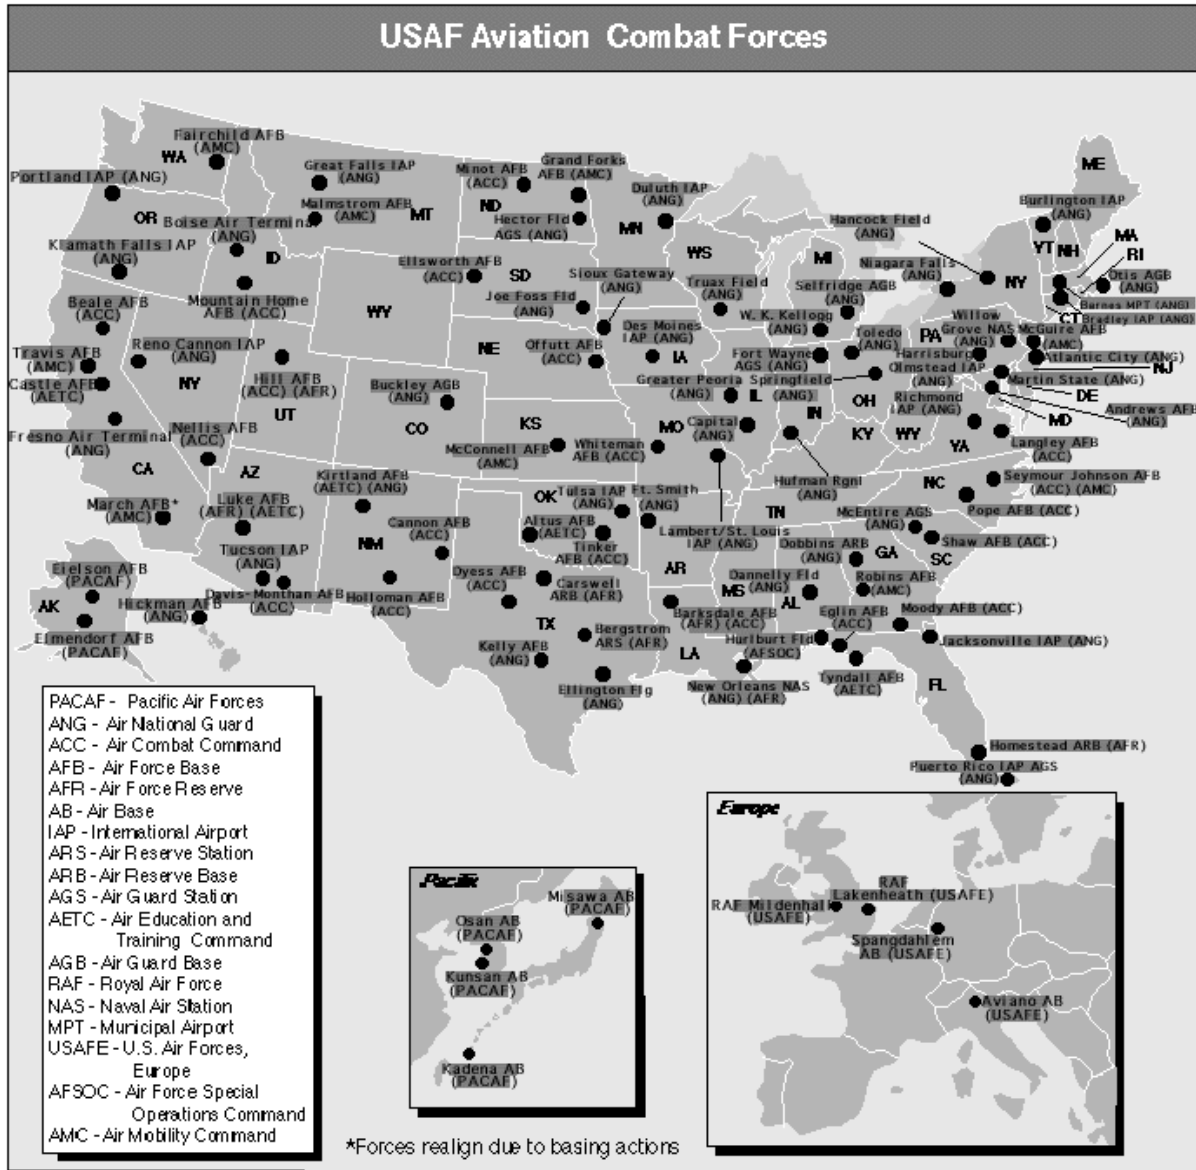 USAF Aviation Combat Forces
Fairchild AFB
(AMC)
WA
Portland IAP (ANG)
OR
Great Falls IAP
(ANG)
Malmstrom AFB
(AMC)
MT
Boise Air Terminal
(ANG)
Klamath Falls IAP
(ANG)
ID
Mountain Home
AFB (ACC)
Minot AFB
(ACC)
Grand Forks
AFB (AMC)
ND
Hector Fld
AGS (ANG)
Duluth IAP
(ANG)
MN
Ellsworth AFB
(ACC)
SD
Joe Foss Fld
(ANG)
Sioux Gateway
(ANG)
WS
Truax Field
(ANG)
MI
Selfridge AGB
(ANG)
W. K. Kellogg
(ANG)
Hancock Field
(ANG)
Niagara Falls
(ANG)
NY
ME
Burlington IAP
(ANG)
YT
NH
MA
RI
Otis AGB
(ANG)
Barnes MPT (ANG)
Bradley IAP (ANG)
CT
Beale AFB
(ACC)
Travis AFB
(AMC)
Castle AFB
(AETC)
Reno Cannon IAP
(ANG)
NY
Fresno Air Terminal
(ANG)
CA
Nellis AFB
(ACC)
Hill AFB
(ACC) (AFR)
UT
WY
NE
Offutt AFB
(ACC)
Des Moines
IAP (ANG)
IA
Buckley AGB
(ANG)
CO
KS
McConnell AFB
(AMC)
Whiteman
AFB (ACC)
MO
Greater Peoria
(ANG)
IL
Capital
(ANG)
Fort Wayne
AGS (ANG)
Springfield
(ANG)
IN
Toledo
(ANG)
OH
Hufman Rgnl
(ANG)
KY
WY
PA
Willow
Grove NAS
(ANG)
Harrisburg
Olmstead IAP
(ANG)
McGuire AFB
(AMC)
Atlantic City (ANG)
NJ
Martin State (ANG)
DE
MD
Andrews AFB
(ANG)
Richmond
IAP (ANG)
YA
Langley AFB
(ACC)
March AFB*
(AMC)
AZ
Luke AFB
(AFR) (AETC)
Tucson IAP
(ANG)
Davis-Monthan AFB
(ACC)
Kirtland AFB
(AETC) (ANG)
Cannon AFB
(ACC)
NM
Holloman AFB
(ACC)
OK
Tulsa IAP
(ANG)
Ft. Smith
(ANG)
Altus AFB
(AETC)
Tinker
AFB (ACC)
Lambert/St. Louis
IAP (ANG)
TN
NC
Seymour Johnson AFB
(ACC) (AMC)
Pope AFB (ACC)
McEntire AGS
(ANG)
Shaw AFB (ACC)
SC
GA
Dobbins ARB
(ANG)
Robins AFB
(AMC)
Moody AFB (ACC)
Dannelly Fld
(ANG)
AL
MS
AR
Dyess AFB
(ACC)
Carswell
ARB (AFR)
TX
Bergstrom
ARS (AFR)
Kelly AFB
(ANG)
Ellington Flg
(ANG)
Barksdale AFB
(AFR) (ACC)
LA
New Orleans NAS
(ANG) (AFR)
Eglin AFB
(ACC)
Hurlburt Fld
(AFSOC)
Tyndall AFB
(AETC)
Jacksonville IAP (ANG)
FL
Homestead ARB (AFR)
Puerto Rico IAP AGS
(ANG)
Eielson AFB
(PACAF)
AK
Elmendorf AFB
(PACAF)
Hickman AFB
(ANG)
PACAF - Pacific Air Forces
ANG - Air National Guard
ACC - Air Combat Command
AFB - Air Force Base
AFR - Air Force Reserve
AB - Air Base
IAP - International Airport
ARS - Air Reserve Station
ARB - Air Reserve Base
AGS - Air Guard Station
AETC - Air Education and
Training Command
AGB - Air Guard Base
RAF - Royal Air Force
NAS - Naval Air Station
MPT - Municipal Airport
USAFE - U.S. Air Forces,
Europe
AFSOC - Air Force Special
Operations Command
AMC - Air Mobility Command
Pacific
Misawa AB
(PACAF)
Osan AB
(PACAF)
Kunsan AB
(PACAF)
Kadena AB
(PACAF)
Europe
RAF
Lakenheath (USAFE)
RAF Mildenhall
(USAFE)
Spangdahlem
AB (USAFE)
Aviano AB
(USAFE)
*Forces realign due to basing actions